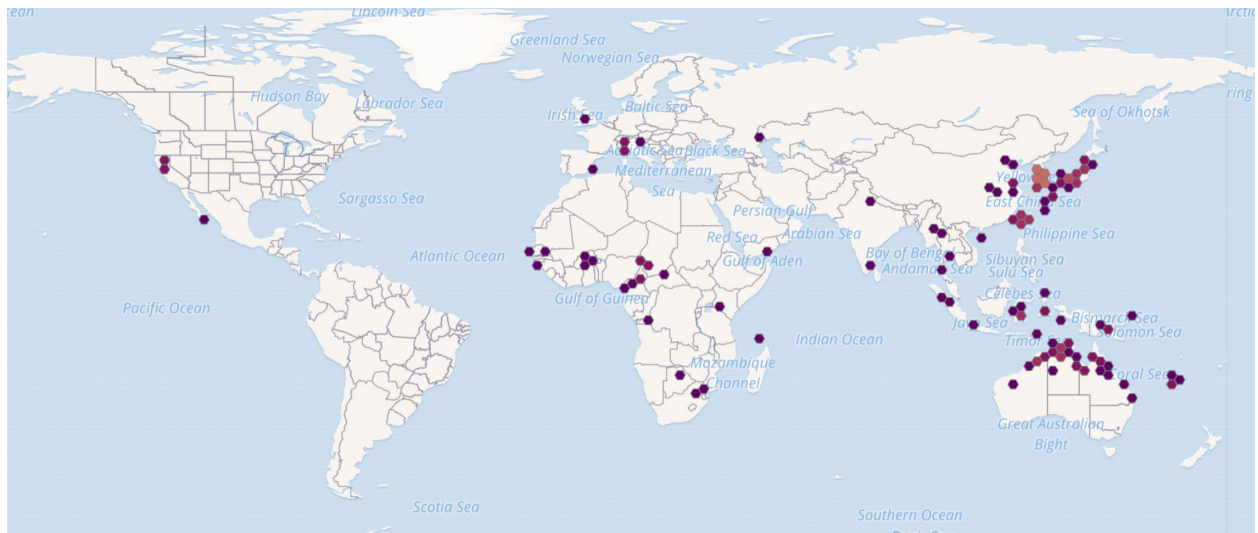 cean
Lincoln Sea
Arctic
Greenland Sea
Norwegian Sea
Hudson Bay
Labrador Sea
Irish Sea
Baltic Sea
Sea of Okhotsk
ring
Adriatic Sea
Black Sea
Mediterranean
Sea
Yellow
Sargasso Sea
Persian Gulf
East China Sea
Red Sea
Arabian Sea
Philippine Sea
Atlantic Ocean
Gulf of Aden
Bay of Bengal
Sibuyan Sea
Andaman Sea
Sulu Sea
Gulf of Guinea
Celebes Sea
Pacific Ocean
Java Sea
Bismarck Sea
Indian Ocean
Timor
Solomon Sea
Mozambique
Channel
Coral Sea
Great Australian
Bight
Scotia Sea
Southern Ocean